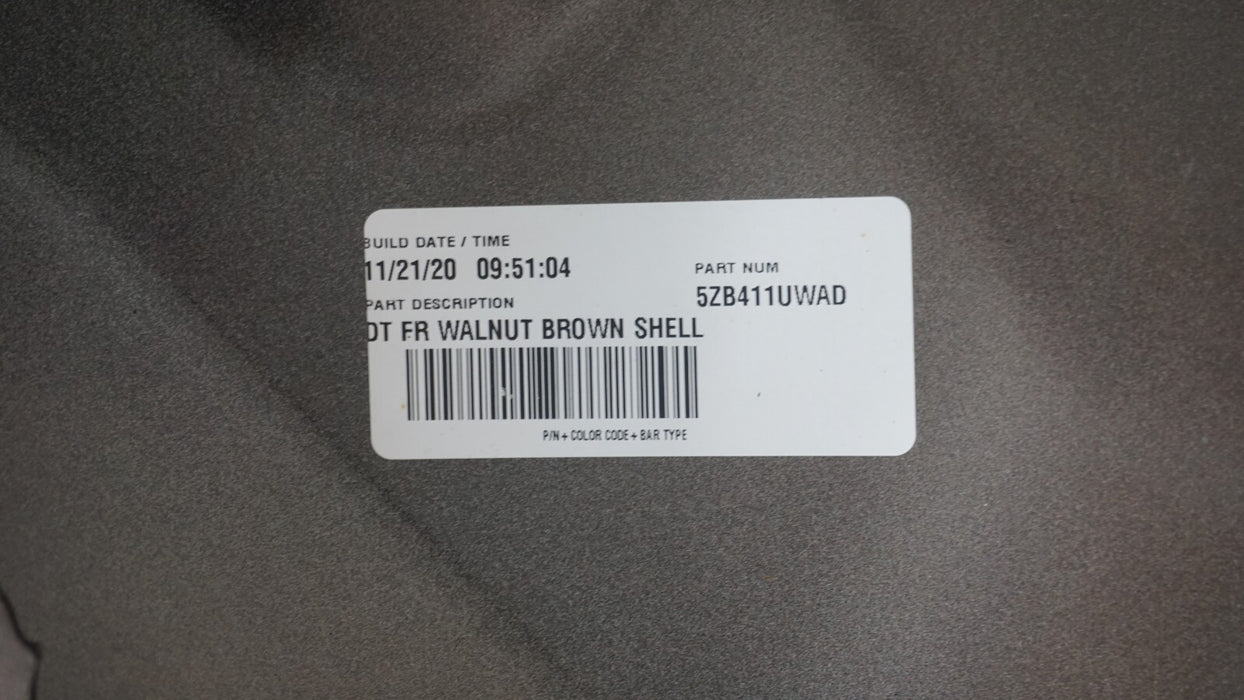 BUILD DATE / TIME
11/21/20 09:51:04
PART NUM
5ZB411UWAD
PART DESCRIPTION
DT FR WALNUT BROWN SHELL
P/N + COLOR CODE + BAR TYPE